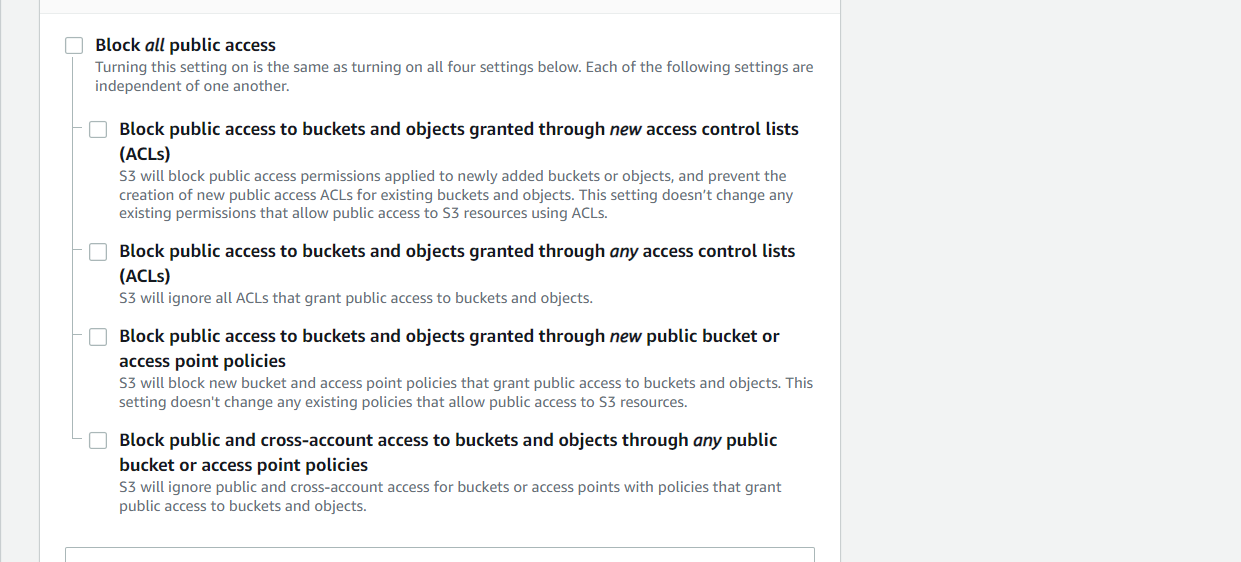 Block all public access
Turning this setting on is the same as turning on all four settings below. Each of the following settings are
independent of one another.
Block public access to buckets and objects granted through new access control lists
(ACLs)
S3 will block public access permissions applied to newly added buckets or objects, and prevent the
creation of new public access ACLs for existing buckets and objects. This setting doesn’t change any
existing permissions that allow public access to S3 resources using ACLs.
Block public access to buckets and objects granted through any access control lists
(ACLs)
S3 will ignore all ACLs that grant public access to buckets and objects.
Block public access to buckets and objects granted through new public bucket or
access point policies
S3 will block new bucket and access point policies that grant public access to buckets and objects. This
setting doesn't change any existing policies that allow public access to S3 resources.
Block public and cross-account access to buckets and objects through any public
bucket or access point policies
S3 will ignore public and cross-account access for buckets or access points with policies that grant
public access to buckets and objects.